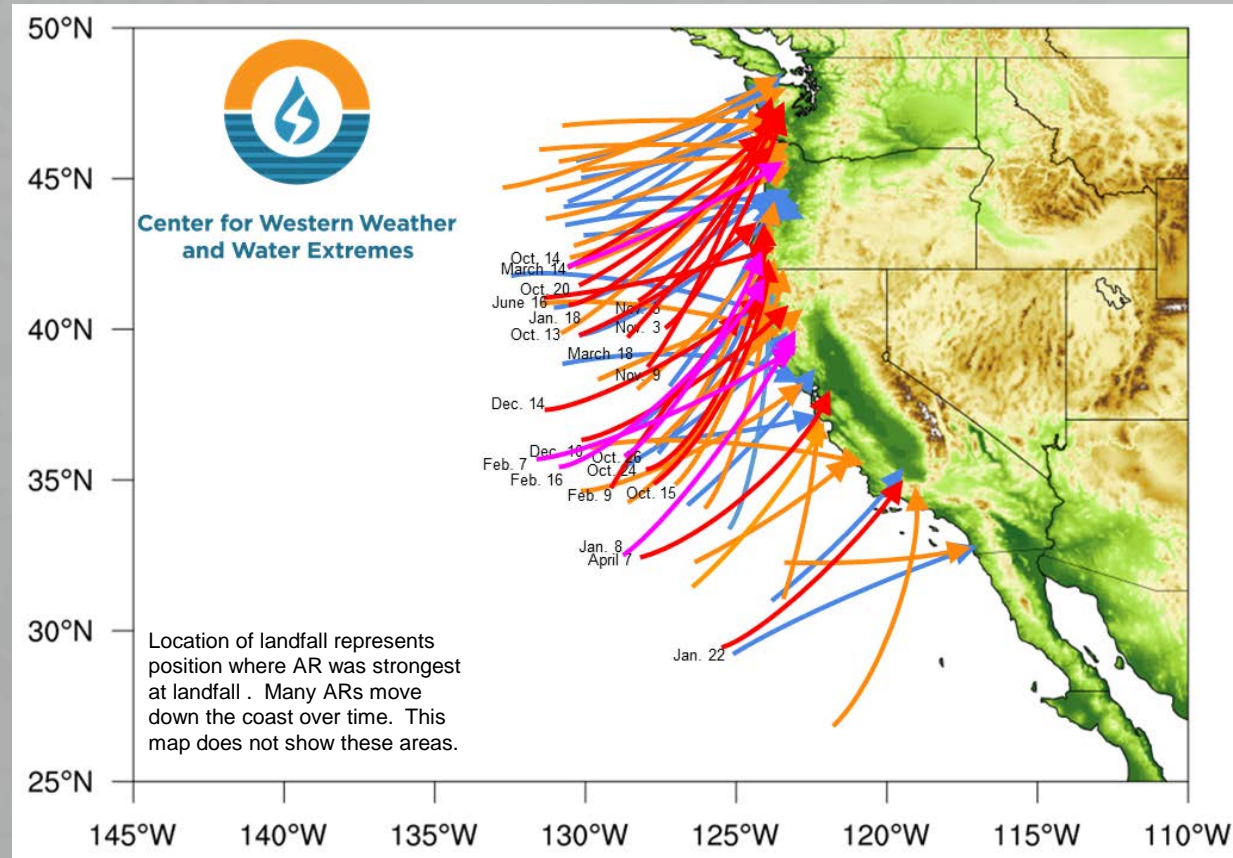 50°N
45°N
40°N
35°N
30°N
25°N
Center for Western Weather
and Water Extremes
Oct. 14
March 14
Oct. 20
June 16
Jan. 18
Oct. 13
Nov. 3
March 18
Nov. 9
Dec. 14
Dec. 10
Feb. 7
Feb. 16
Oct. 26
Oct. 24
Feb. 9
Oct. 15
Jan. 8
April 7
Jan. 22
Location of landfall represents
position where AR was strongest
at landfall . Many ARs move
down the coast over time. This
map does not show these areas.
145°W 140°W 135°W 130°W 125°W 120°W 115°W 110°W